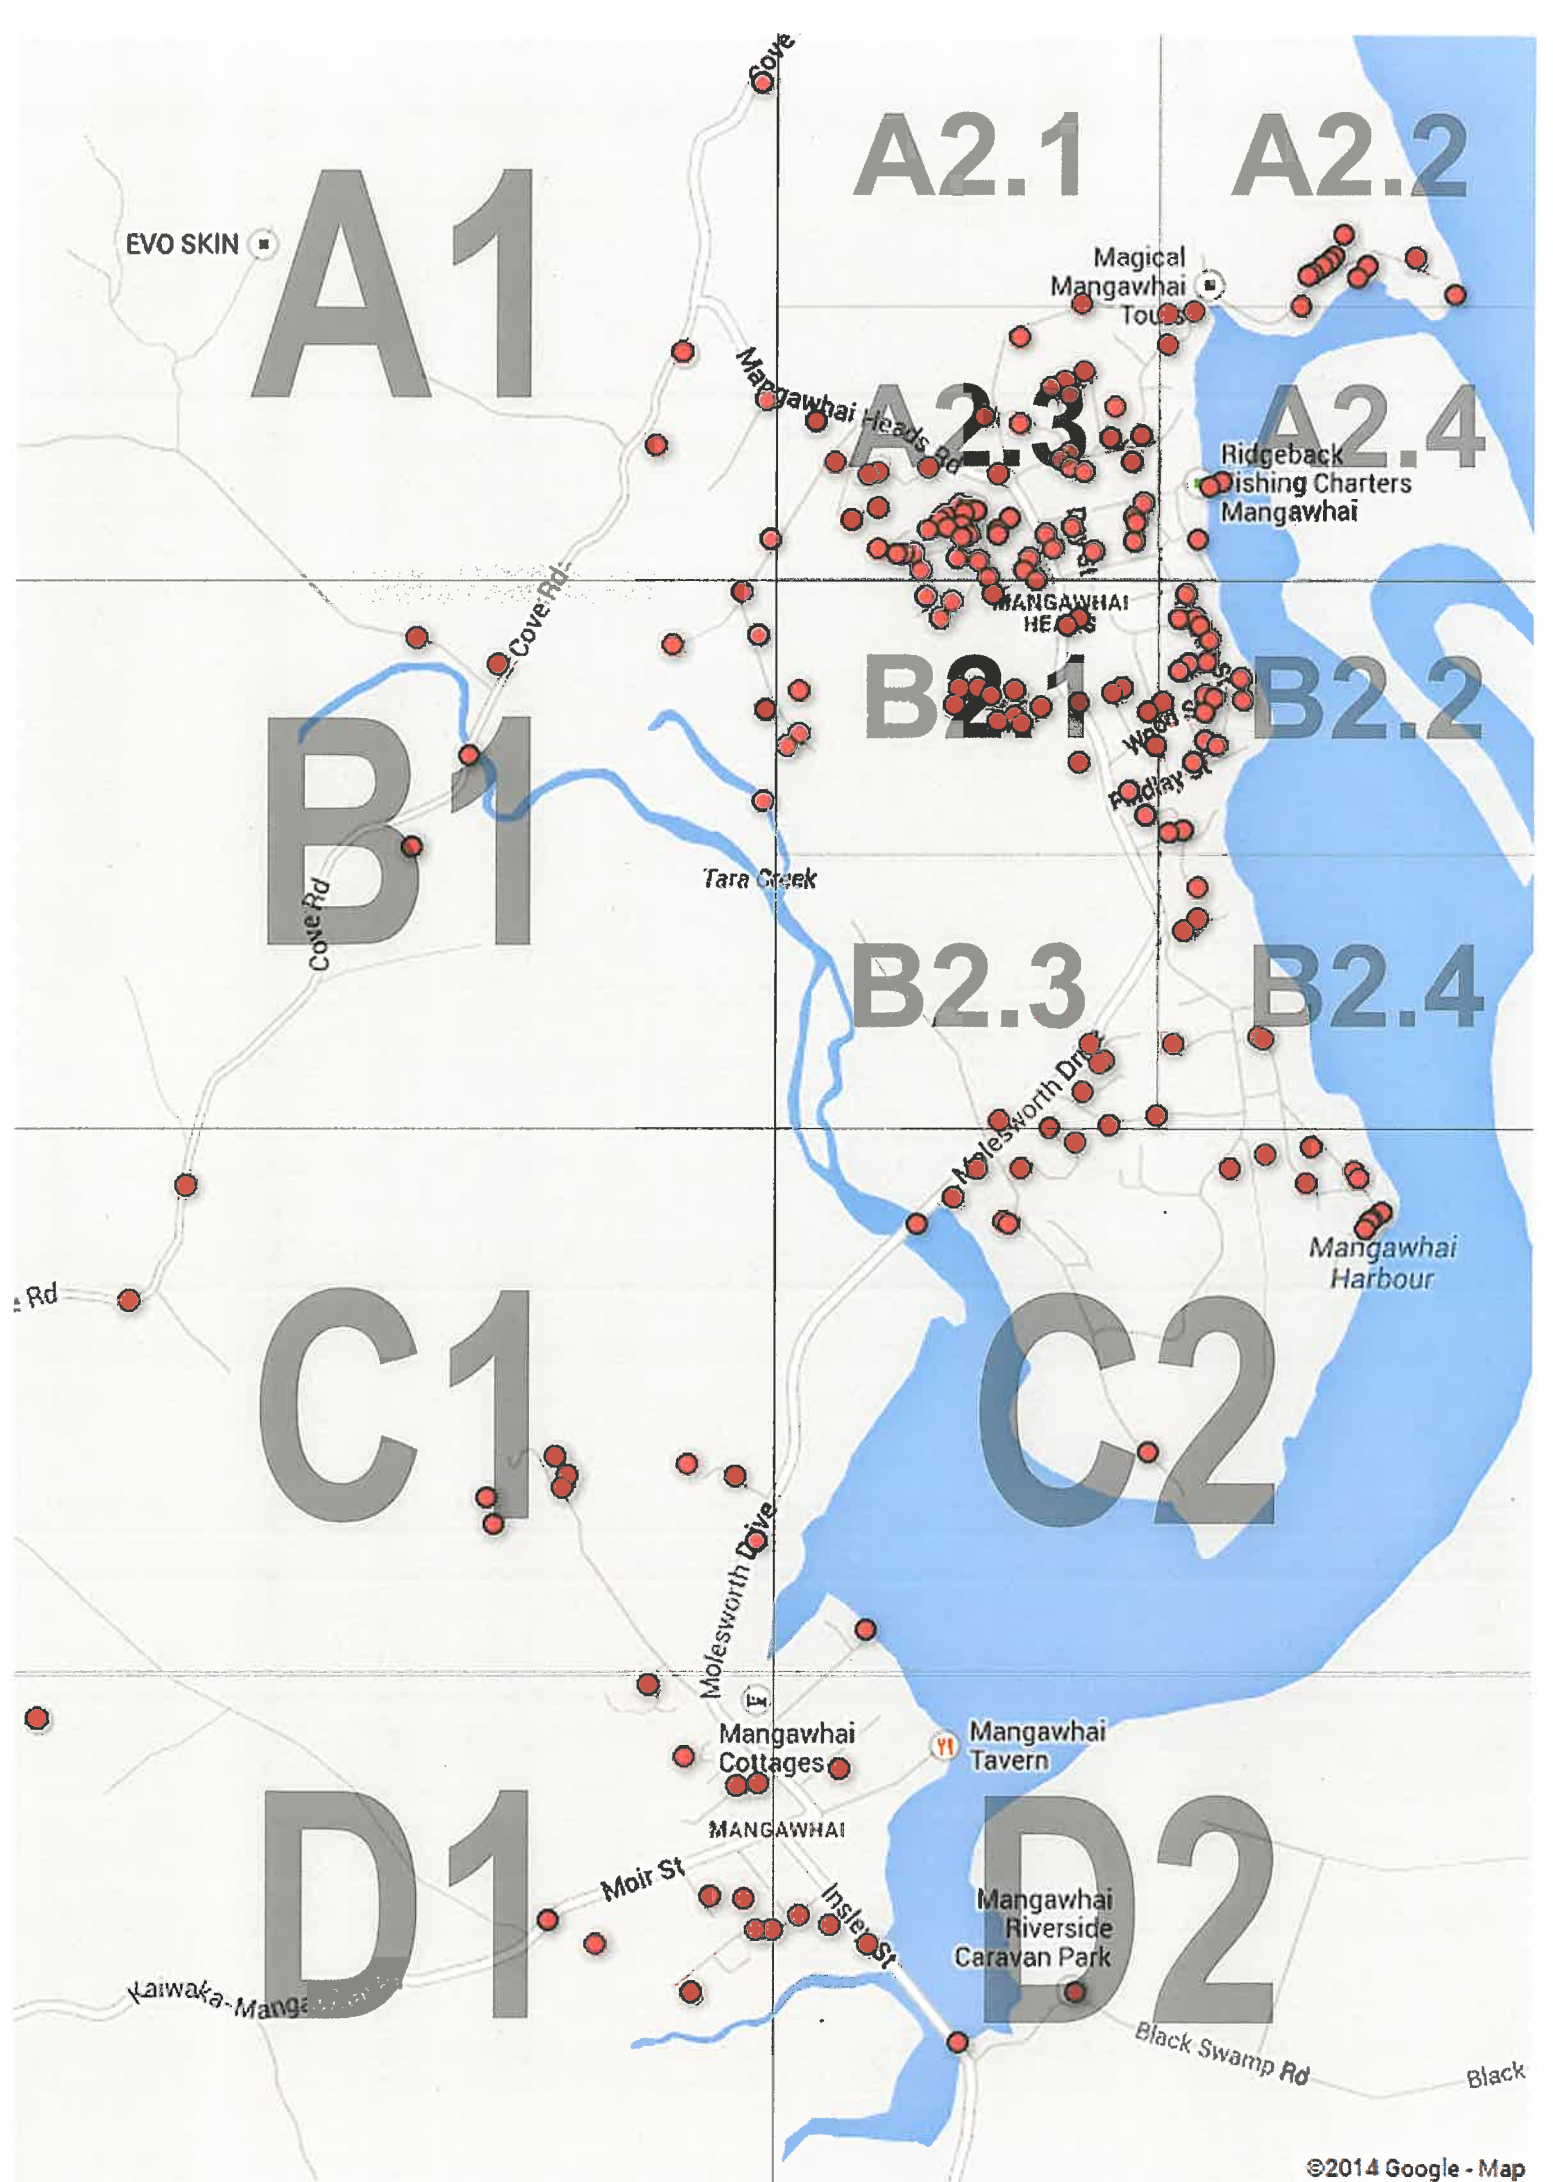 Cove
A1
A2.1
A2.2
EVO SKIN
Magical
Mangawhai
Tours
Mangawhai Heads Rd
A2.3
A2.4
Ridgeback
Fishing Charters
Mangawhai
Cove Rd
MANGAWHAI
HEADS
B1
B2.1
B2.2
Wood St
Findlay St
Cove Rd
Tara Creek
B2.3
B2.4
Molesworth Drive
Mangawhai
Harbour
Rd
C1
C2
Molesworth Drive
Mangawhai
Cottages
Mangawhai
Tavern
MANGAWHAI
D1
D2
Moir St
Insley St
Mangawhai
Riverside
Caravan Park
Kaiwaka-Manga
Black Swamp Rd
Black
©2014 Google - Map